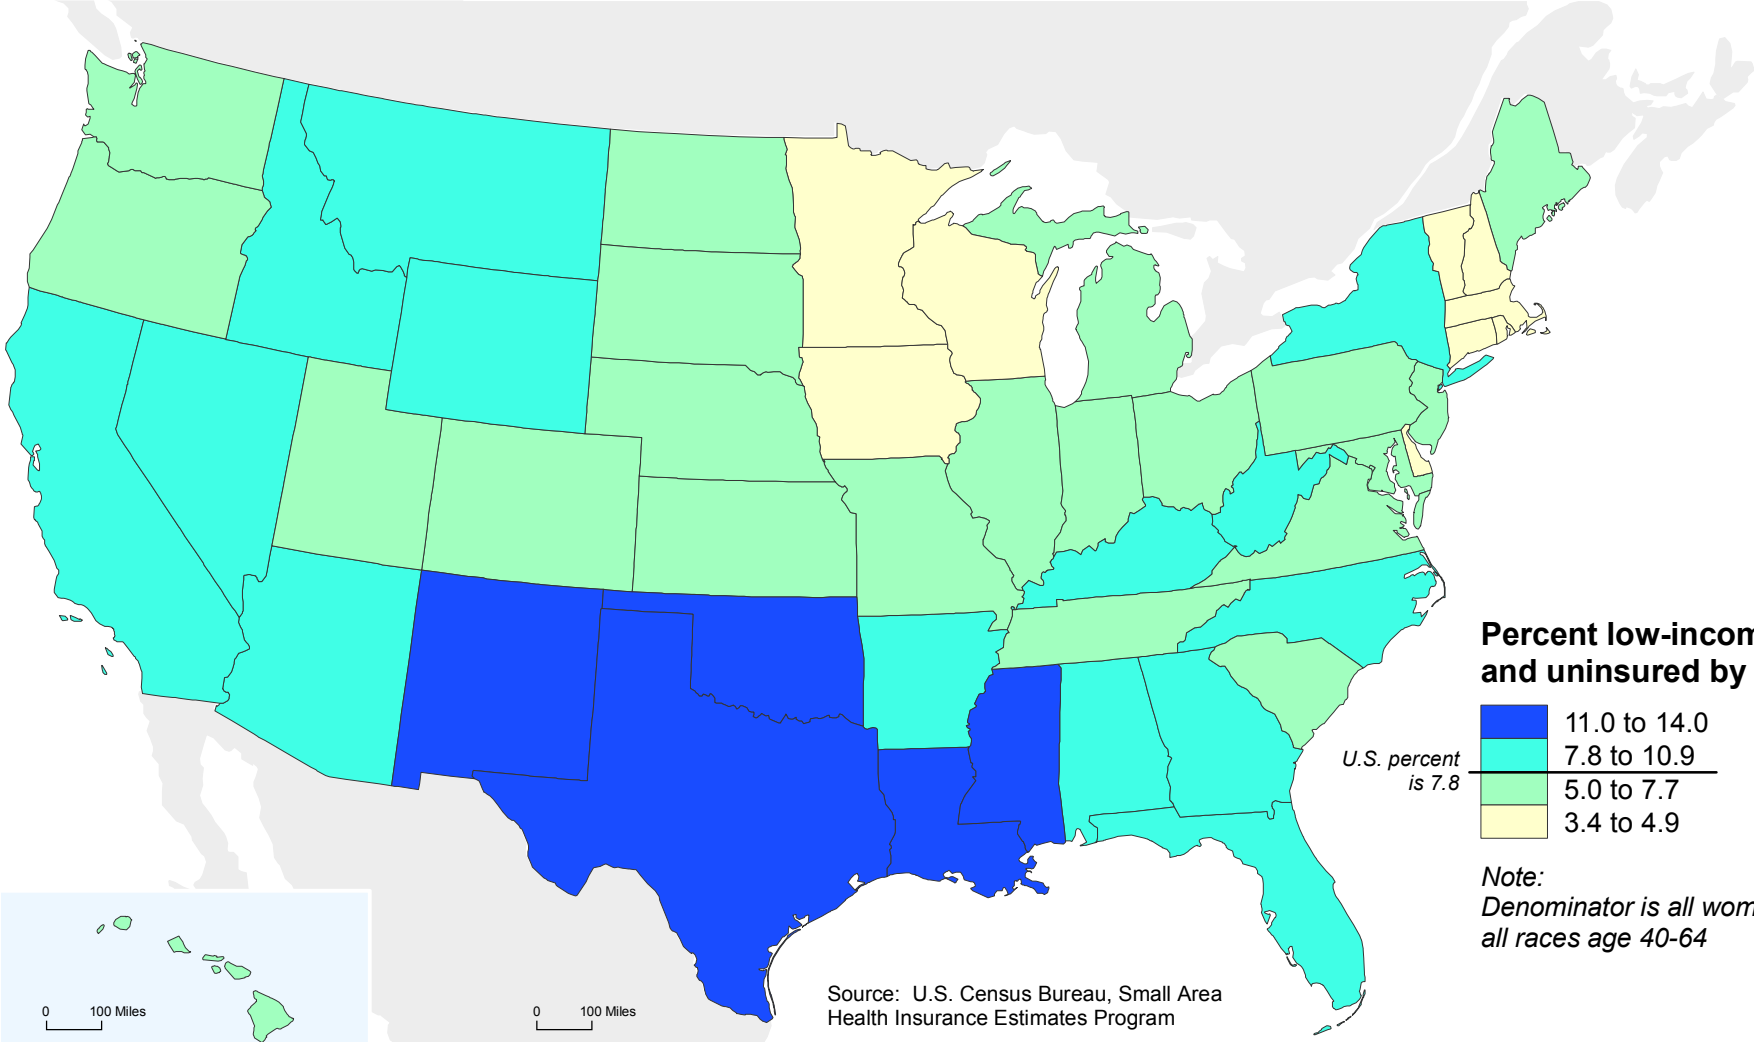 Percent low-incom
and uninsured by
11.0 to 14.0
7.8 to 10.9
5.0 to 7.7
3.4 to 4.9
U.S. percent
is 7.8
Note:
Denominator is all wom
all races age 40-64
Source: U.S. Census Bureau, Small Area
Health Insurance Estimates Program
0 100 Miles
0 100 Miles